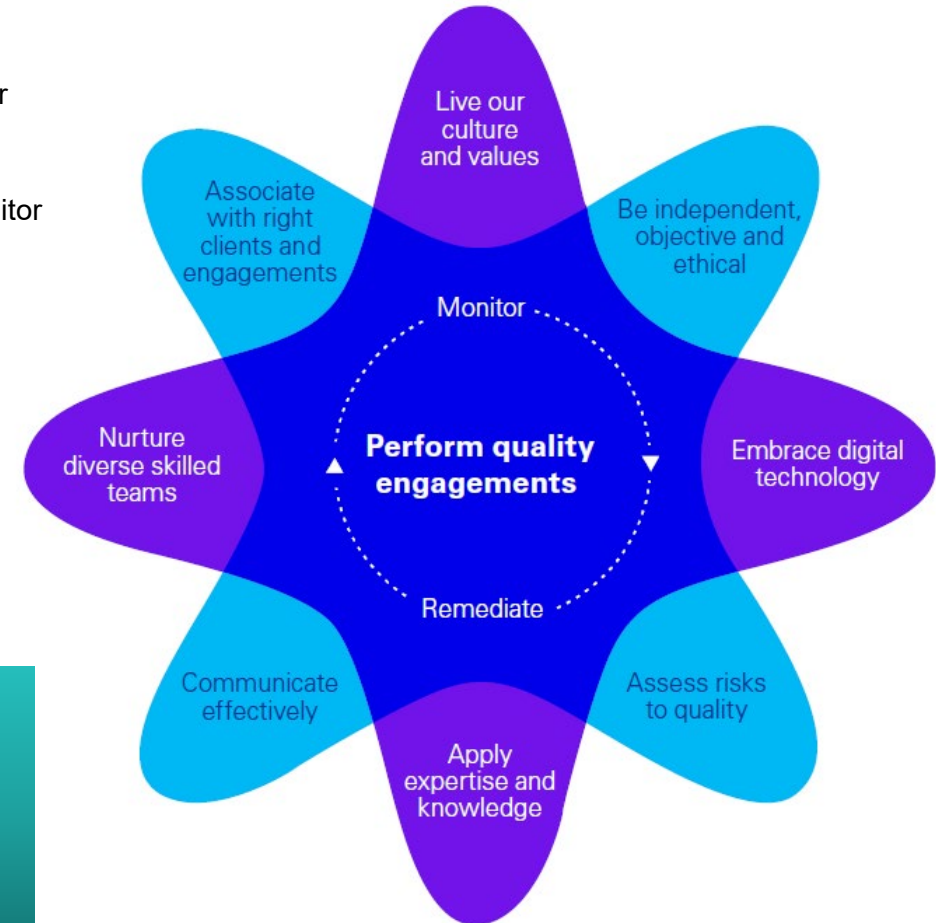 r
itor
Live our
culture
and values
Be independent,
objective and
ethical
Embrace digital
technology
Assess risks
to quality
Apply
expertise and
knowledge
Communicate
effectively
Nurture
diverse skilled
teams
Associate
with right
clients and
engagements
Monitor
Perform quality
engagements
Remediate